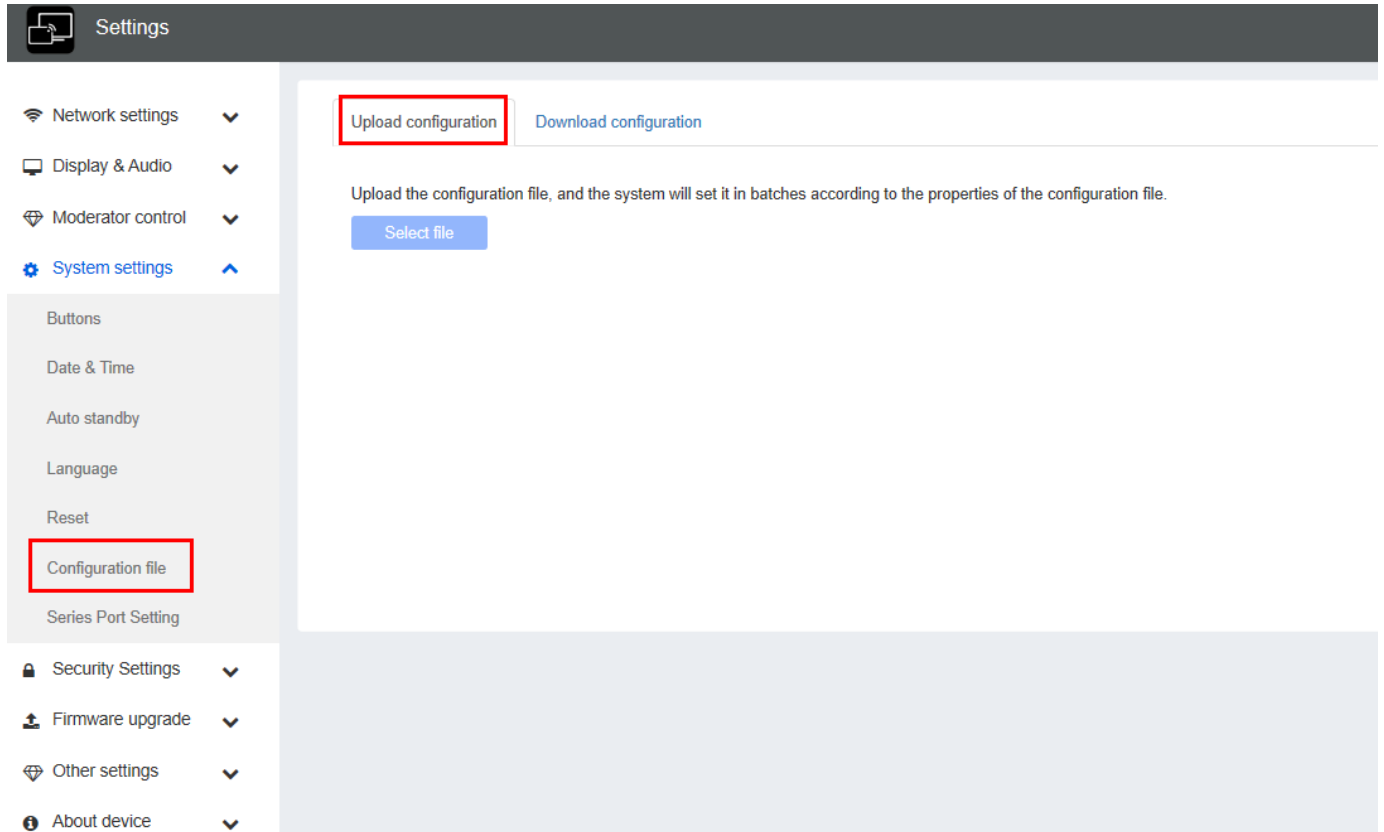 Settings
Network settings
Display & Audio
Moderator control
System settings
Buttons
Date & Time
Auto standby
Language
Reset
Configuration file
Series Port Setting
Security Settings
Firmware upgrade
Other settings
About device
Upload configuration
Download configuration
Upload the configuration file, and the system will set it in batches according to the properties of the configuration file.
Select file